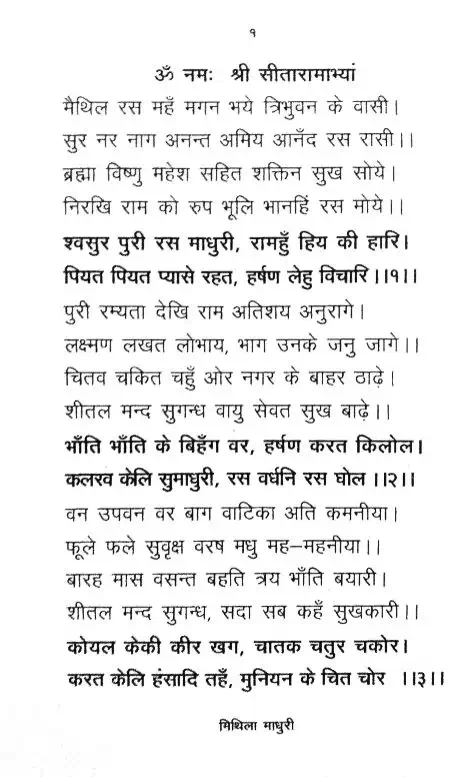 १
ॐ नमः श्री सीतारामाभ्यां
मैथिल रस महँ मगन भये त्रिभुवन के वासी।
सुर नर नाग अनन्त अमिय आनँद रस रासी।।
ब्रह्मा विष्णु महेश सहित शक्तिन सुख सोये।
निरखि राम को रुप भूलि भानहिं रस मोये।।
श्वसुर पुरी रस माधुरी, रामहुँ हिय की हारि।
पियत पियत प्यासे रहत, हर्षण लेहु विचारि।।१।।
पुरी रम्यता देखि राम अतिशय अनुरागे।
लक्ष्मण लखत लोभाय, भाग उनके जनु जागे।।
चितव चकित चहुँ ओर नगर के बाहर ठाढ़े।
शीतल मन्द सुगन्ध वायु सेवत सुख बाढ़े।।
भाँति भाँति के बिहँग वर, हर्षण करत किलोल।
कलरव केलि सुमाधुरी, रस वर्धनि रस घोल।।२।।
वन उपवन वर बाग वाटिका अति कमनीया।
फूले फले सुवृक्ष वरष मधु मह–महनीया।।
बारह मास वसन्त बहति त्रय भाँति बयारी।
शीतल मन्द सुगन्ध, सदा सब कहँ सुखकारी।।
कोयल केकी कीर खग, चातक चतुर चकोर।
करत केलि हंसादि तहँ, मुनियन के चित चोर ।।३।।
मिथिला माधुरी